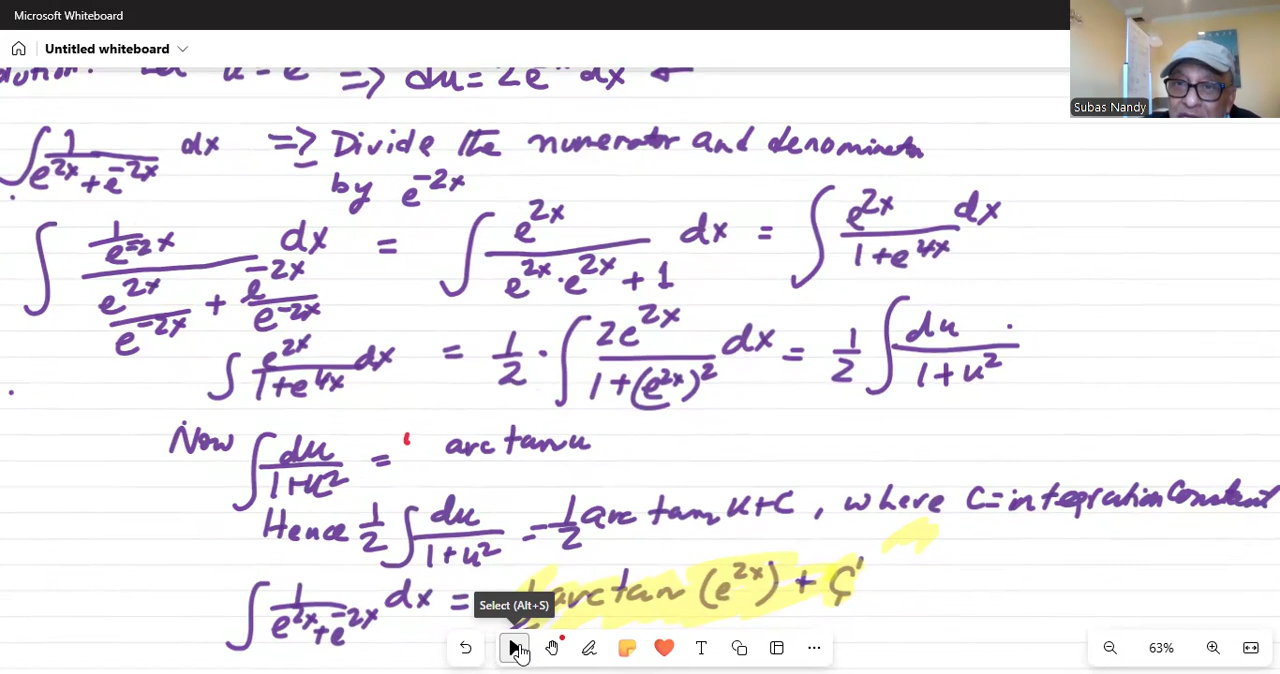 Microsoft Whiteboard
Untitled whiteboard
Subas Nandy
lution: Let u = e => du = 2e dx ←
∫ 1/(e^2x + e^-2x) dx => Divide the numerator and denominator
by e^-2x
∫ (1/e^-2x)/(e^2x/e^-2x + e^-2x/e^-2x) dx = ∫ e^2x/(e^2x · e^2x + 1) dx = ∫ e^2x/(1 + e^4x) dx
∫ e^2x/(1 + e^4x) dx = 1/2 · ∫ 2e^2x/(1 + (e^2x)^2) dx = 1/2 ∫ du/(1 + u^2)
Now ∫ du/(1 + u^2) = arc tan u
Hence 1/2 ∫ du/(1 + u^2) = 1/2 arc tan u + C, where C = integration Constant
∫ 1/(e^2x + e^-2x) dx = arctan (e^2x) + C
Select (Alt+S)
T
63%